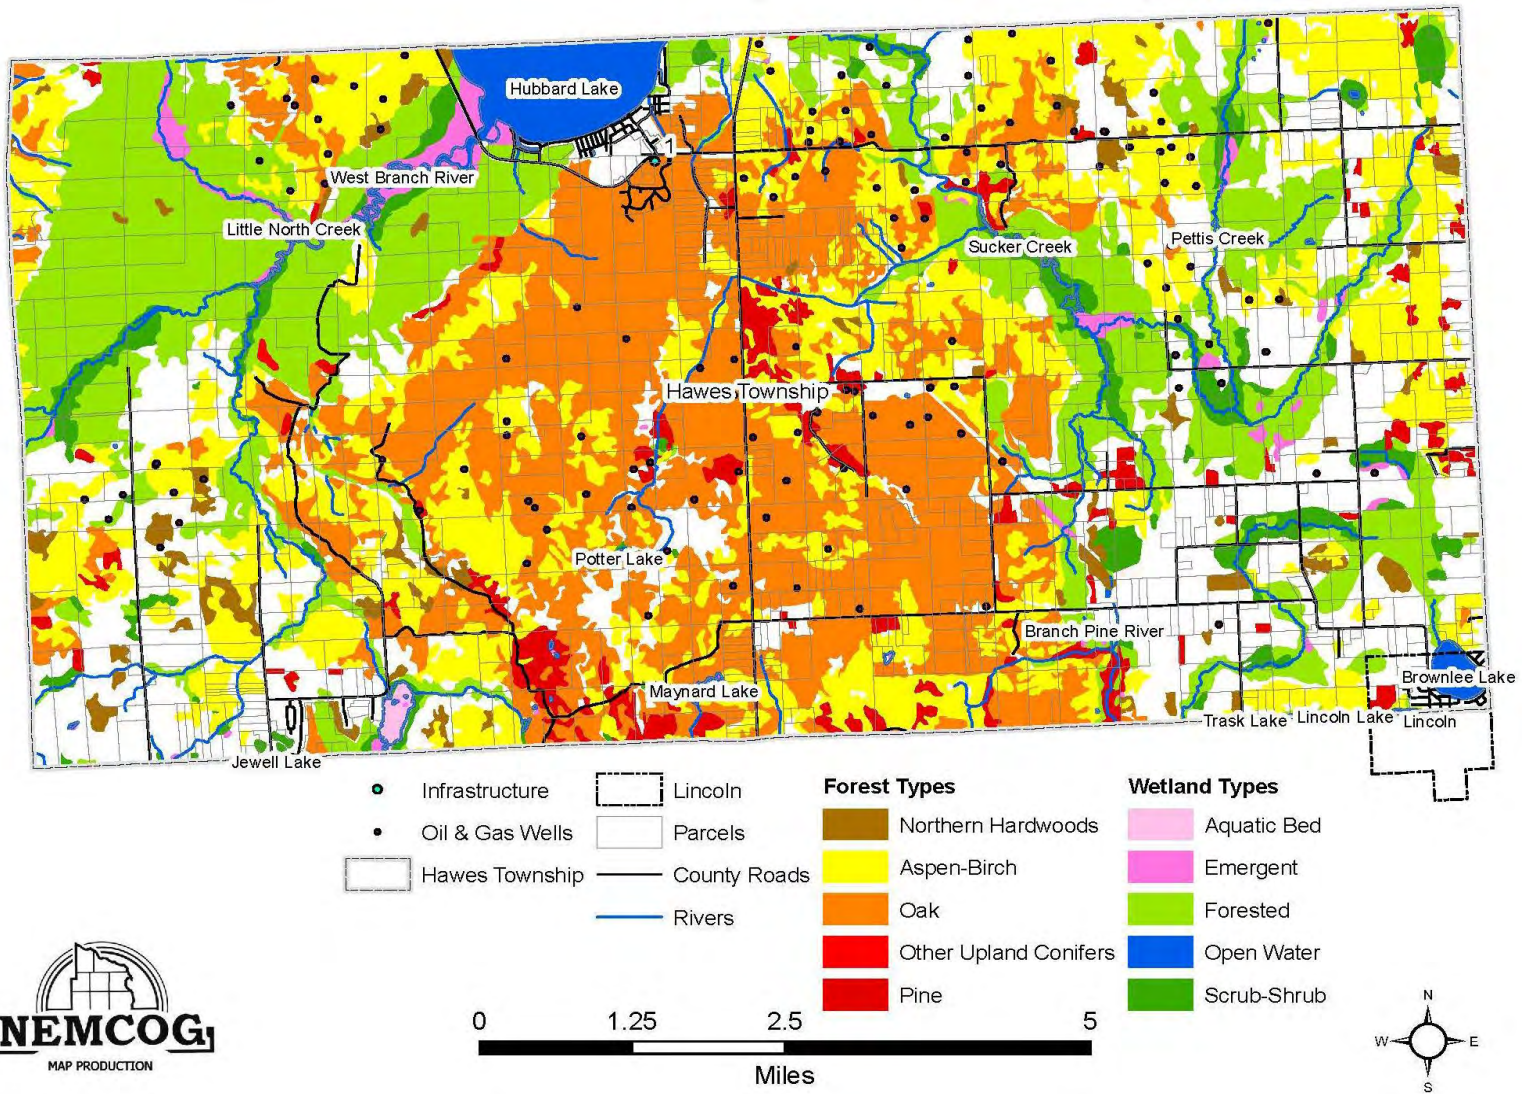 Hubbard Lake
1
West Branch River
Little North Creek
Sucker Creek
Pettis Creek
Hawes Township
Potter Lake
Branch Pine River
Maynard Lake
Brownlee Lake
Trask Lake
Lincoln Lake
Lincoln
Jewell Lake
Infrastructure
Oil & Gas Wells
Hawes Township
Lincoln
Parcels
County Roads
Rivers
Forest Types
Northern Hardwoods
Aspen-Birch
Oak
Other Upland Conifers
Pine
Wetland Types
Aquatic Bed
Emergent
Forested
Open Water
Scrub-Shrub
NEMCOG
MAP PRODUCTION
0 1.25 2.5 5
Miles
N
W E
S